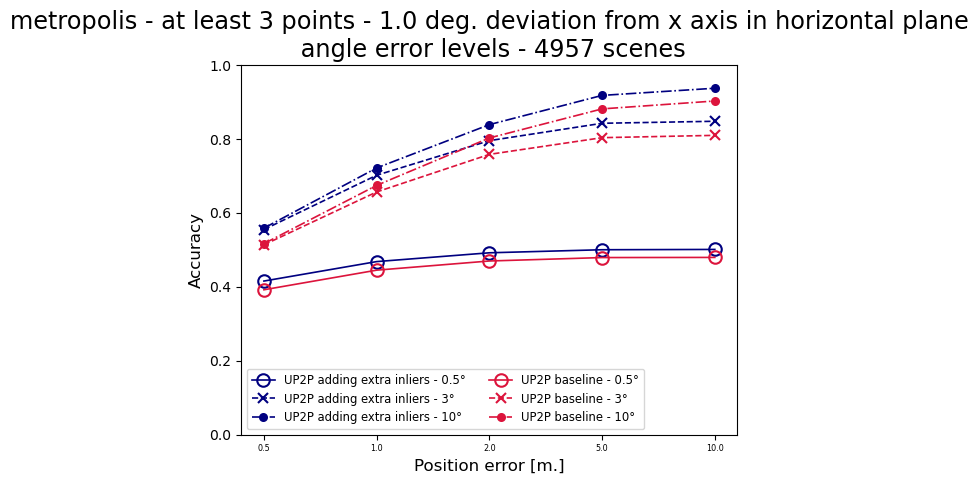 metropolis - at least 3 points - 1.0 deg. deviation from x axis in horizontal plane
angle error levels - 4957 scenes
1.0
0.8
0.6
0.4
0.2
0.0
Accuracy
UP2P adding extra inliers - 0.5°
UP2P adding extra inliers - 3°
UP2P adding extra inliers - 10°
UP2P baseline - 0.5°
UP2P baseline - 3°
UP2P baseline - 10°
0.5 1.0 2.0 5.0 10.0
Position error [m.]